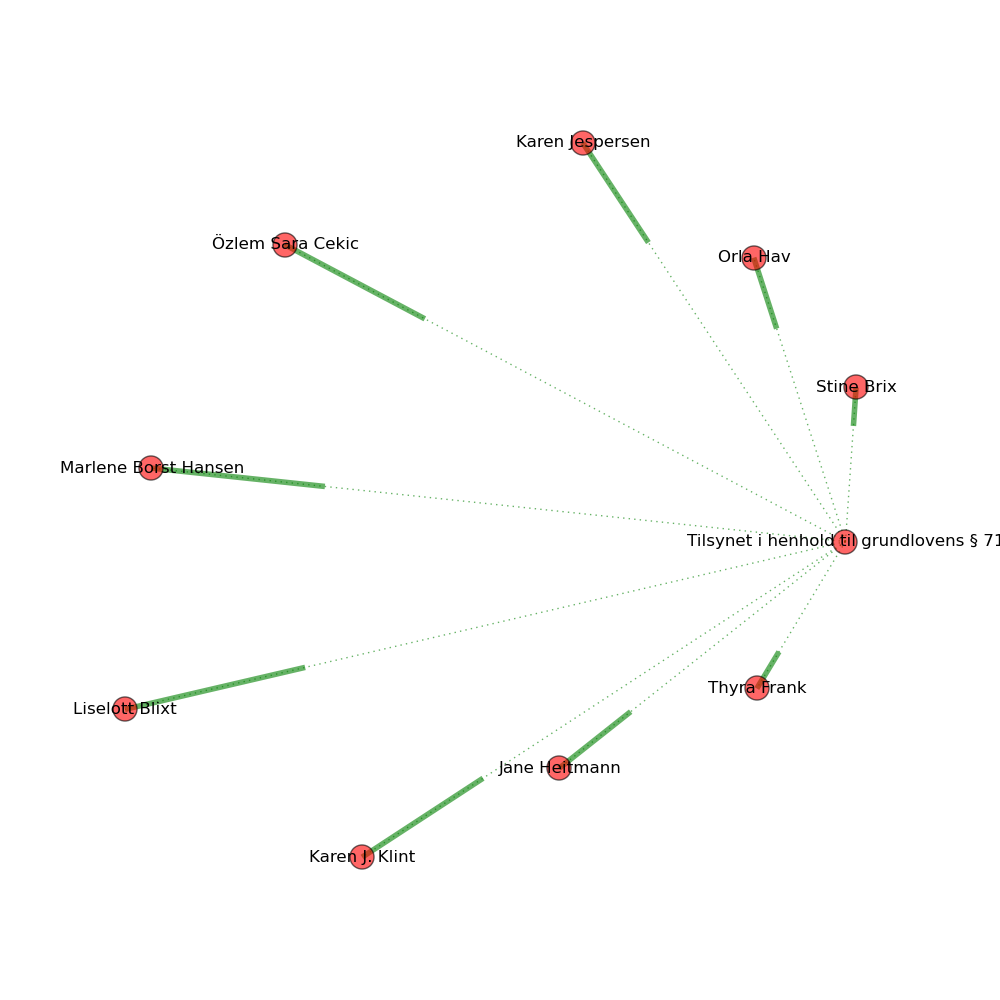 Karen Jespersen
Özlem Sara Cekic
Orla Hav
Stine Brix
Marlene Borst Hansen
Tilsynet i henhold til grundlovens § 71
Thyra Frank
Liselott Blixt
Jane Heitmann
Karen J. Klint